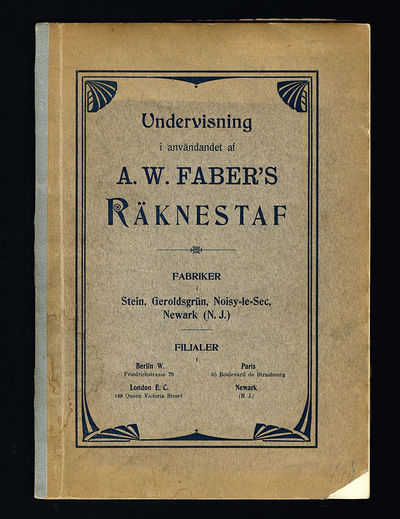 Undervisning
i användandet af
A. W. FABER'S
RÄKNESTAF
FABRIKER
i
Stein, Geroldsgrün, Noisy-le-Sec,
Newark (N. J.)
FILIALER
i
Berlin W.
Friedrichstrasse 79
Paris
55 Boulevard de Strasbourg
London E. C.
149 Queen Victoria Street
Newark
(N. J.)